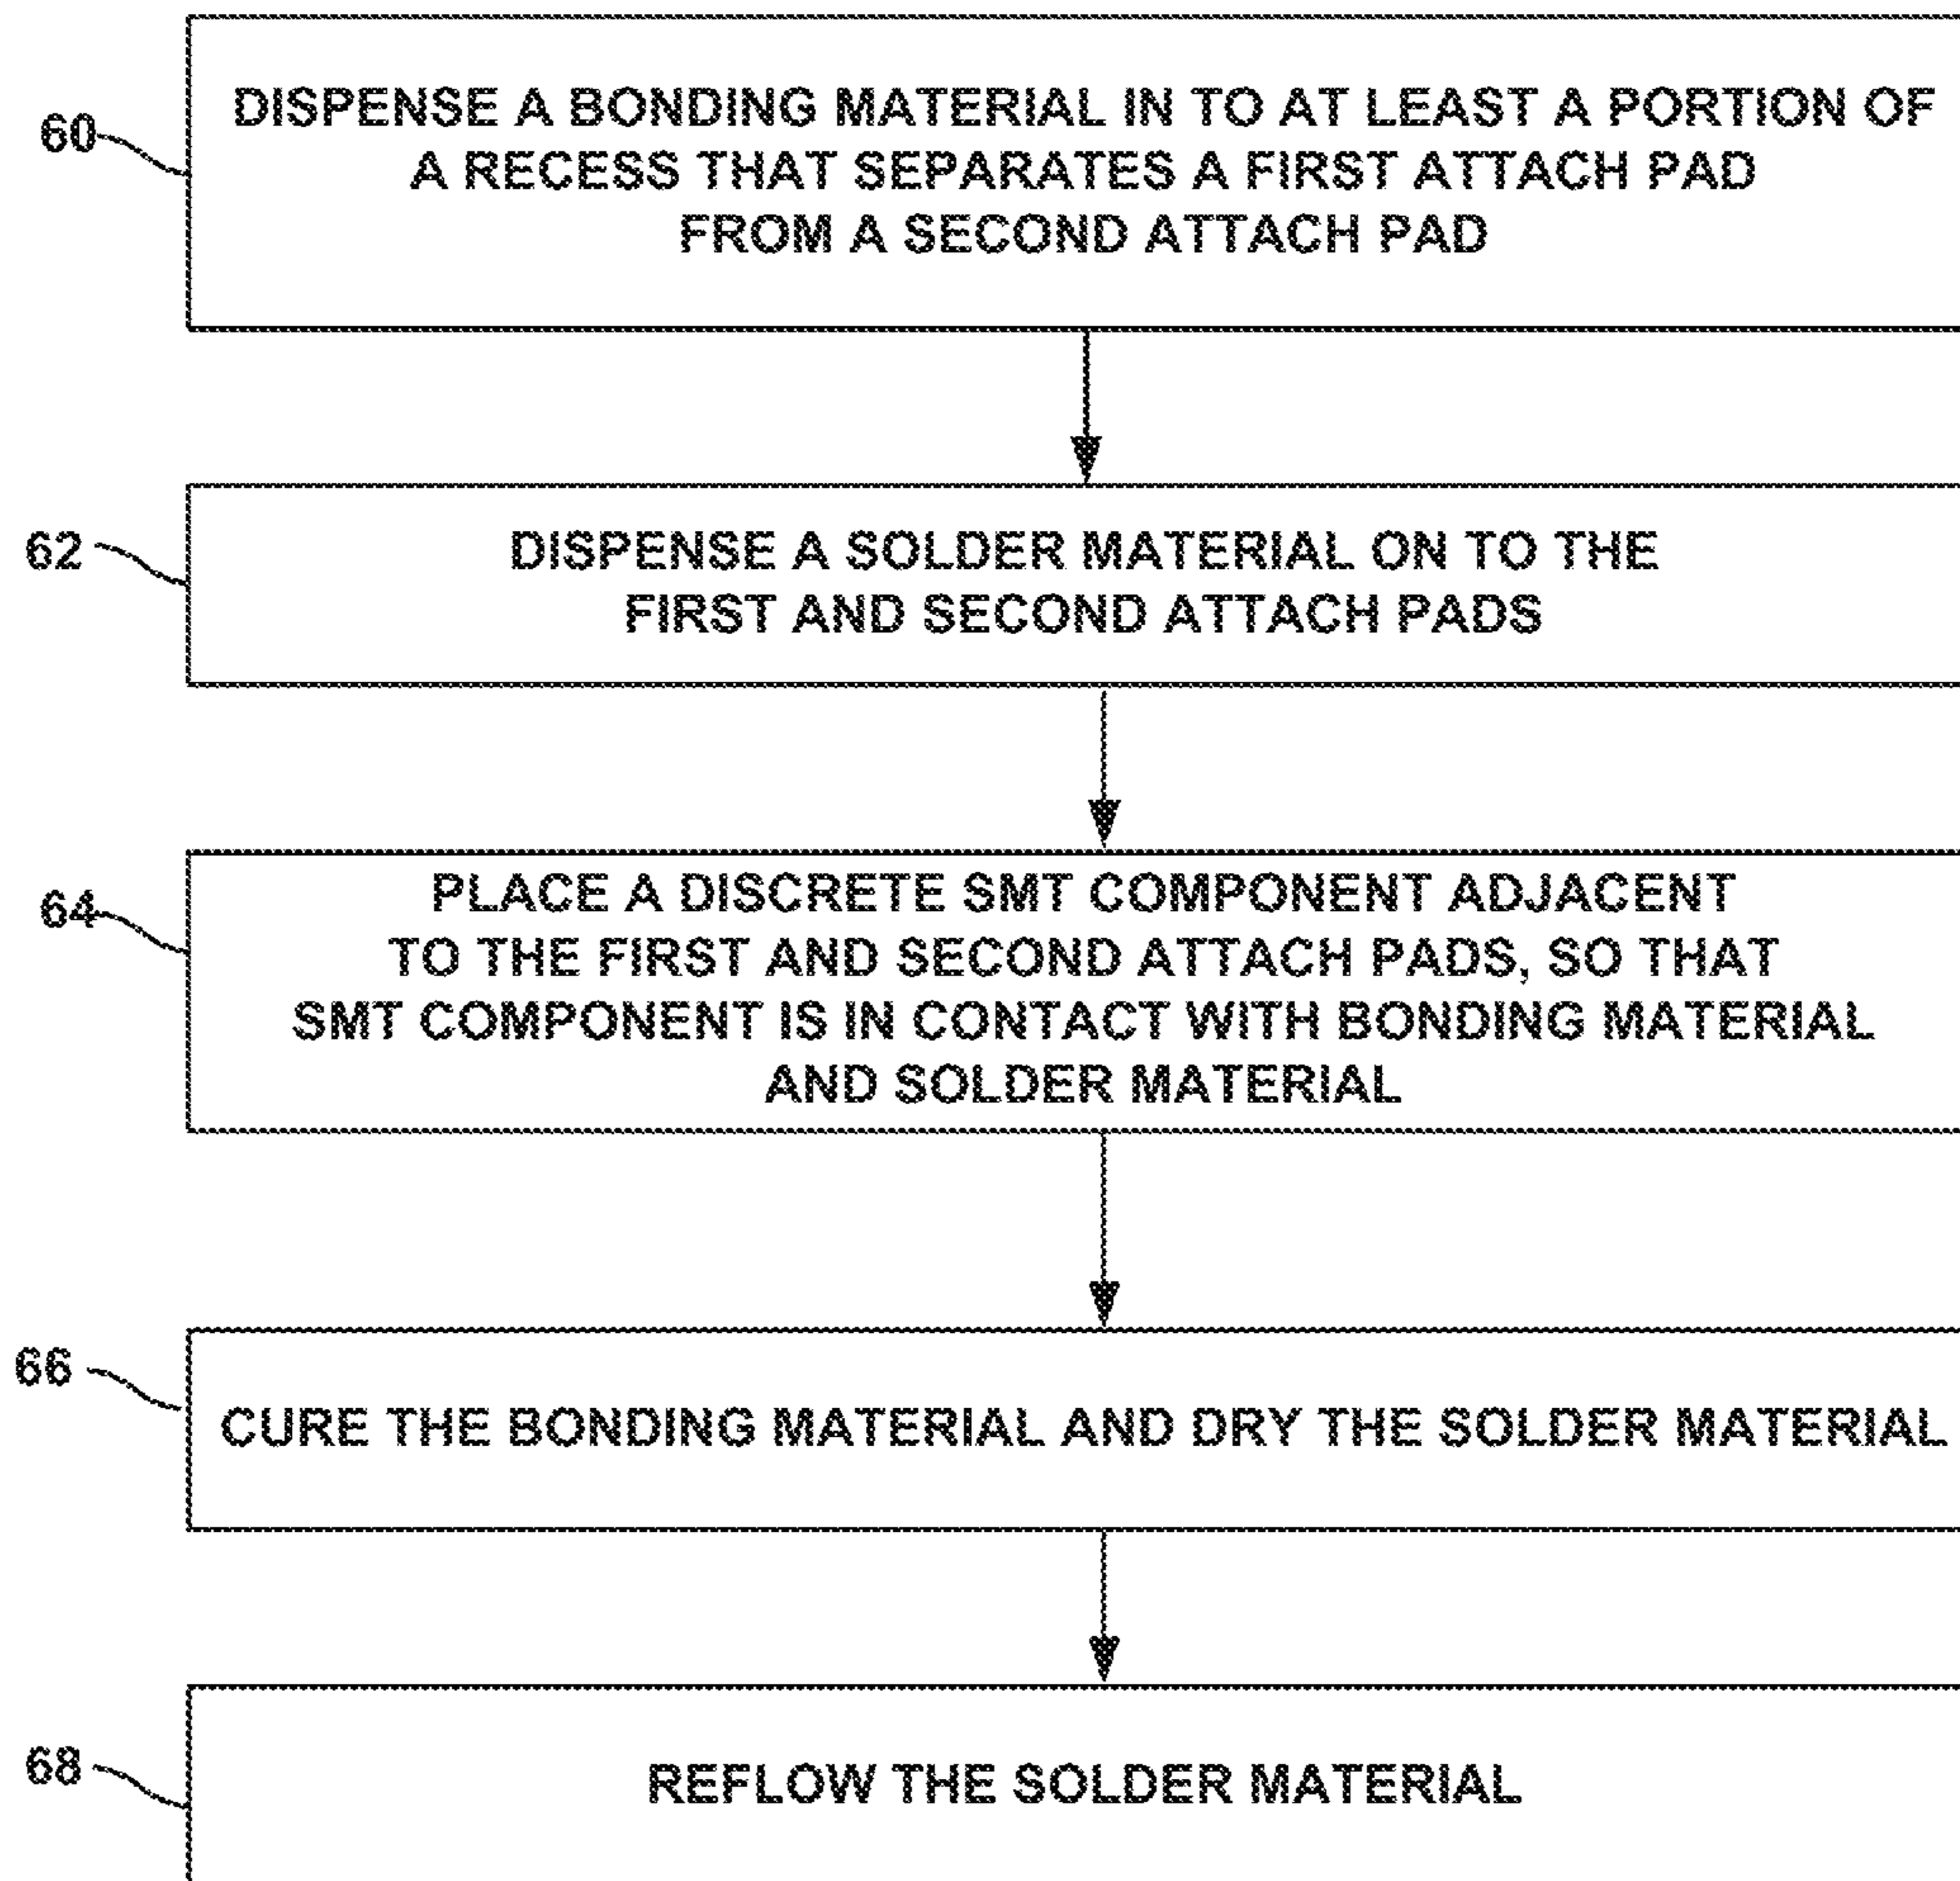 60
DISPENSE A BONDING MATERIAL IN TO AT LEAST A PORTION OF
A RECESS THAT SEPARATES A FIRST ATTACH PAD
FROM A SECOND ATTACH PAD
62
DISPENSE A SOLDER MATERIAL ON TO THE
FIRST AND SECOND ATTACH PADS
64
PLACE A DISCRETE SMT COMPONENT ADJACENT
TO THE FIRST AND SECOND ATTACH PADS, SO THAT
SMT COMPONENT IS IN CONTACT WITH BONDING MATERIAL
AND SOLDER MATERIAL
66
CURE THE BONDING MATERIAL AND DRY THE SOLDER MATERIAL
68
REFLOW THE SOLDER MATERIAL